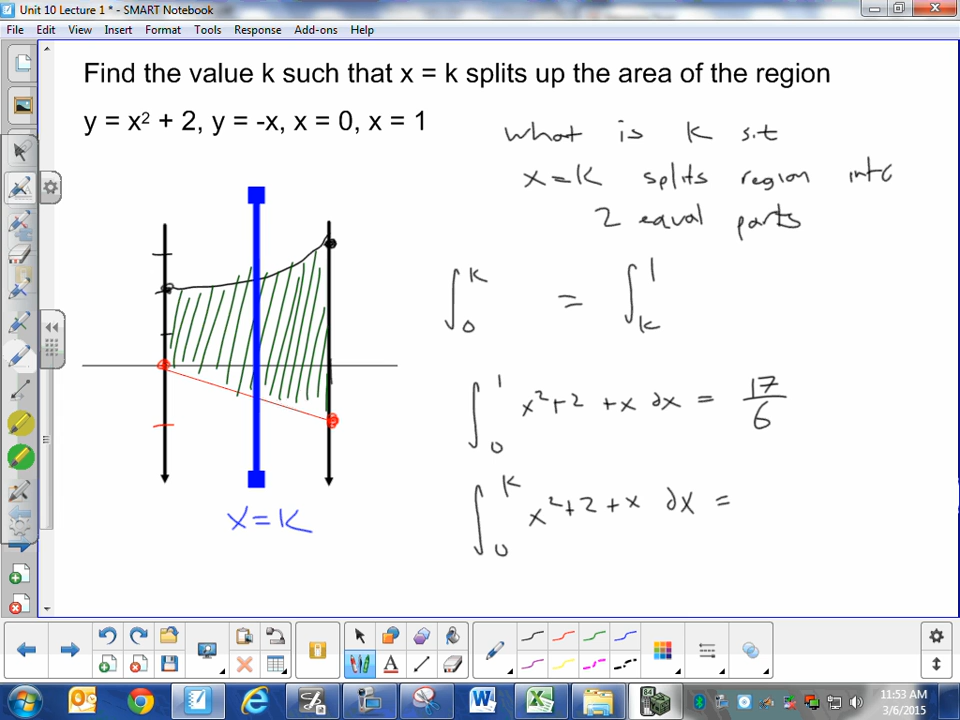 Unit 10 Lecture 1 * - SMART Notebook
File Edit View Insert Format Tools Response Add-ons Help
Find the value k such that x = k splits up the area of the region
y = x² + 2, y = -x, x = 0, x = 1
what is k s.t
x=k splits region into
2 equal parts
∫₀ᵏ = ∫ₖ¹
∫₀¹ x²+2 +x dx = 17/6
∫₀ᵏ x²+2 +x dx =
x=k
A
11:53 AM
3/6/2015